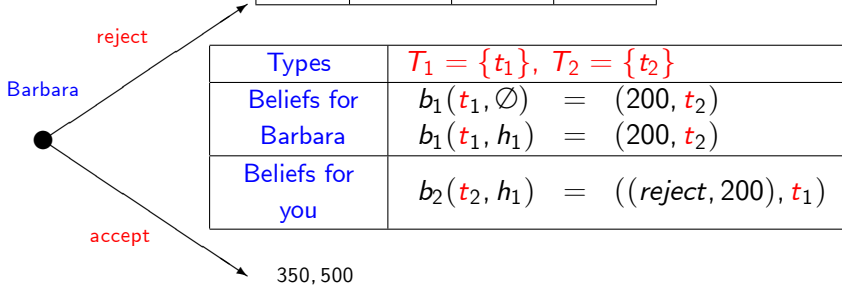 reject
Barbara
Types T₁ = {t₁}, T₂ = {t₂}
Beliefs for Barbara
b₁(t₁, ∅) = (200, t₂)
b₁(t₁, h₁) = (200, t₂)
Beliefs for you
b₂(t₂, h₁) = ((reject, 200), t₁)
accept
350, 500